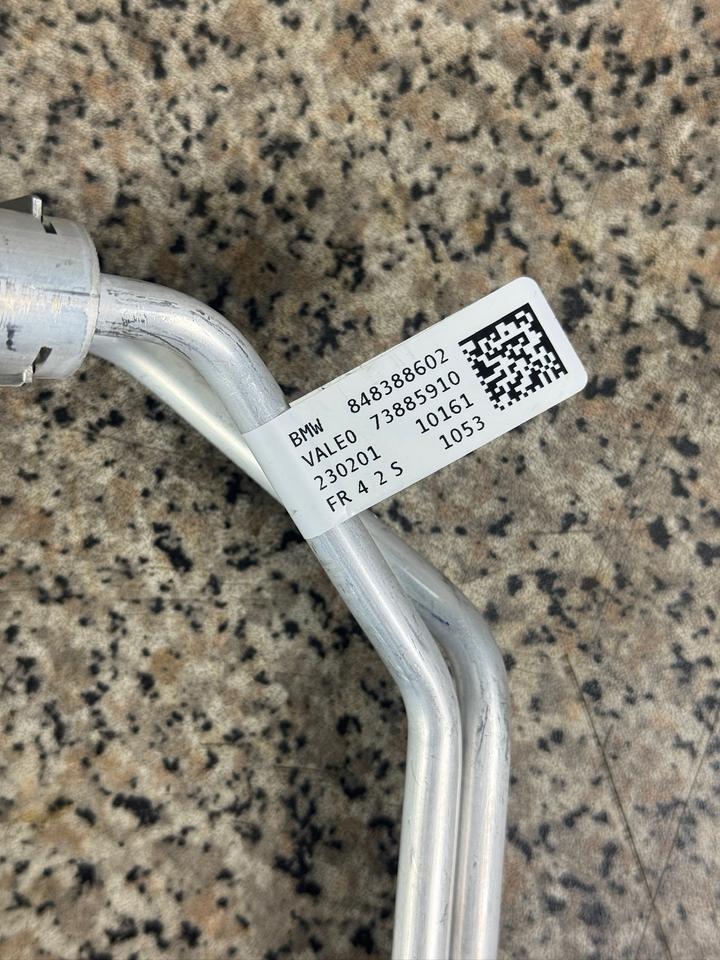 BMW 848388602
VALEO 73885910
230201 10161
FR 4 2 S 1053